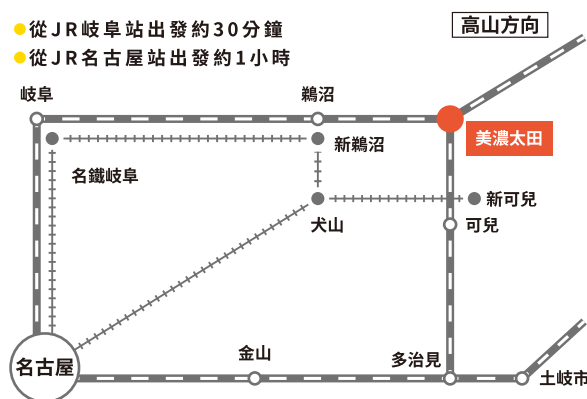 從JR岐阜站出發約30分鐘
從JR名古屋站出發約1小時
高山方向
岐阜
鵜沼
美濃太田
新鵜沼
名鐵岐阜
新可兒
犬山
可兒
名古屋
金山
多治見
土岐市